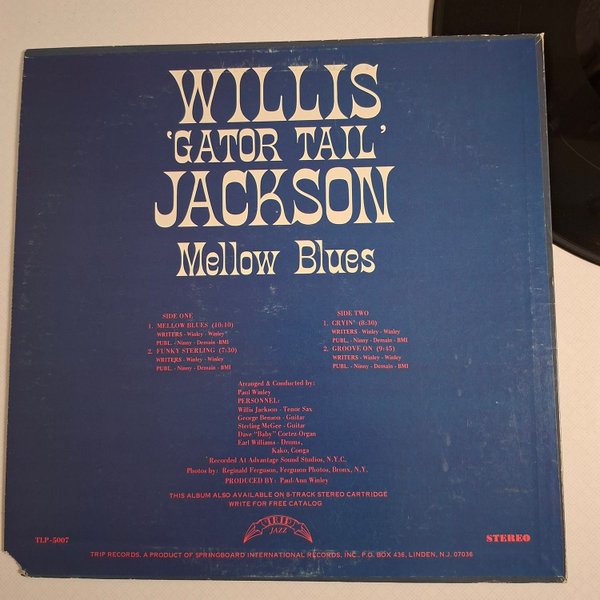 WILLIS
'GATOR TAIL'
JACKSON
Mellow Blues
SIDE ONE
1. MELLOW BLUES (10:10)
WRITERS - Winley - Winley
PUBL. - Ninny - Demain - BMI
2. FUNKY STERLING (7:30)
WRITERS - Winley - Winley
PUBL. - Ninny - Demain - BMI
SIDE TWO
1. CRYIN' (8:30)
WRITERS - Winley - Winley
PUBL. - Ninny - Demain - BMI
2. GROOVE ON (9:45)
WRITERS - Winley - Winley
PUBL. - Ninny - Demain - BMI
Arranged & Conducted by:
Paul Winley
PERSONNEL:
Willis Jackson - Tenor Sax
George Benson - Guitar
Sterling McGee - Guitar
Dave "Baby" Cortez-Organ
Earl Williams - Drums,
Kako, Conga
Recorded At Advantage Sound Studios, N.Y.C.
Photos by: Reginald Ferguson, Ferguson Photos, Bronx, N.Y.
PRODUCED BY: Paul-Ann Winley
THIS ALBUM ALSO AVAILABLE ON 8-TRACK STEREO CARTRIDGE
WRITE FOR FREE CATALOG
TRIP
JAZZ
TLP-5007
STEREO
TRIP RECORDS, A PRODUCT OF SPRINGBOARD INTERNATIONAL RECORDS, INC., P.O. BOX 436, LINDEN, N.J. 07036